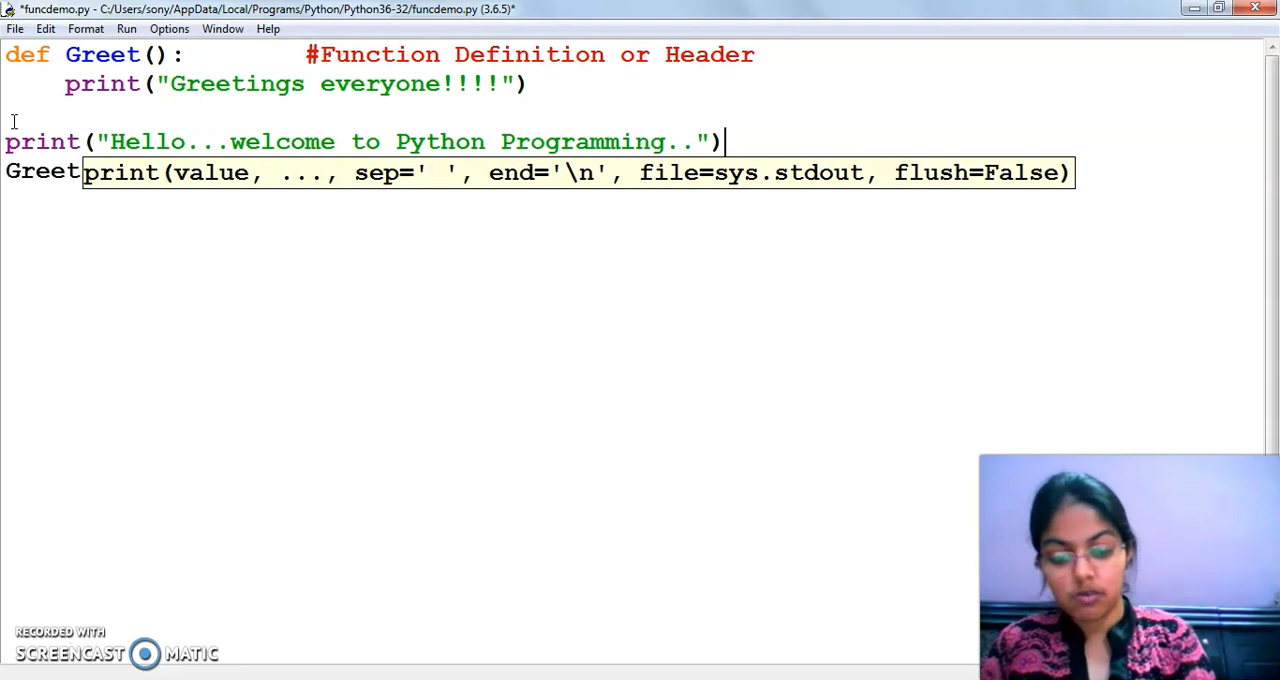 *funcdemo.py - C:/Users/sony/AppData/Local/Programs/Python/Python36-32/funcdemo.py (3.6.5)*
File Edit Format Run Options Window Help
def Greet(): #Function Definition or Header
print("Greetings everyone!!!!")
print("Hello...welcome to Python Programming..")
Greet
print(value, ..., sep=' ', end='\n', file=sys.stdout, flush=False)
RECORDED WITH
SCREENCAST MATIC